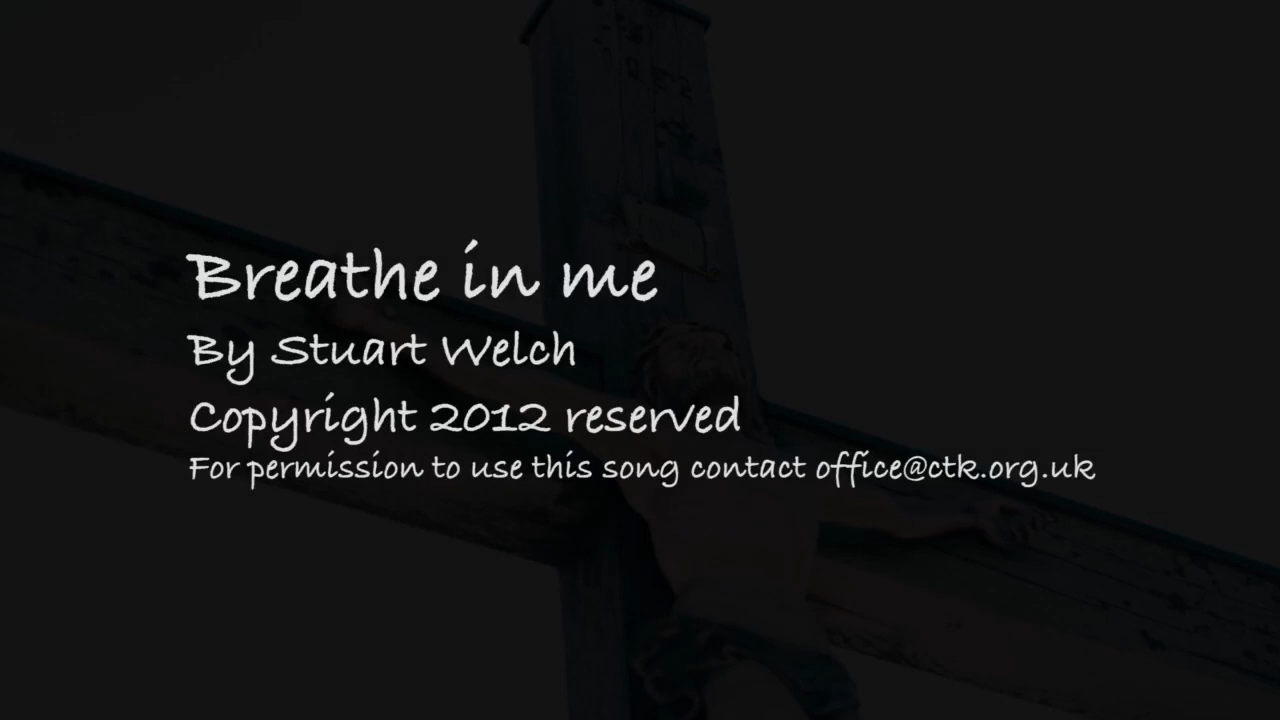 Breathe in me
By Stuart Welch
Copyright 2012 reserved
For permission to use this song contact office@ctk.org.uk